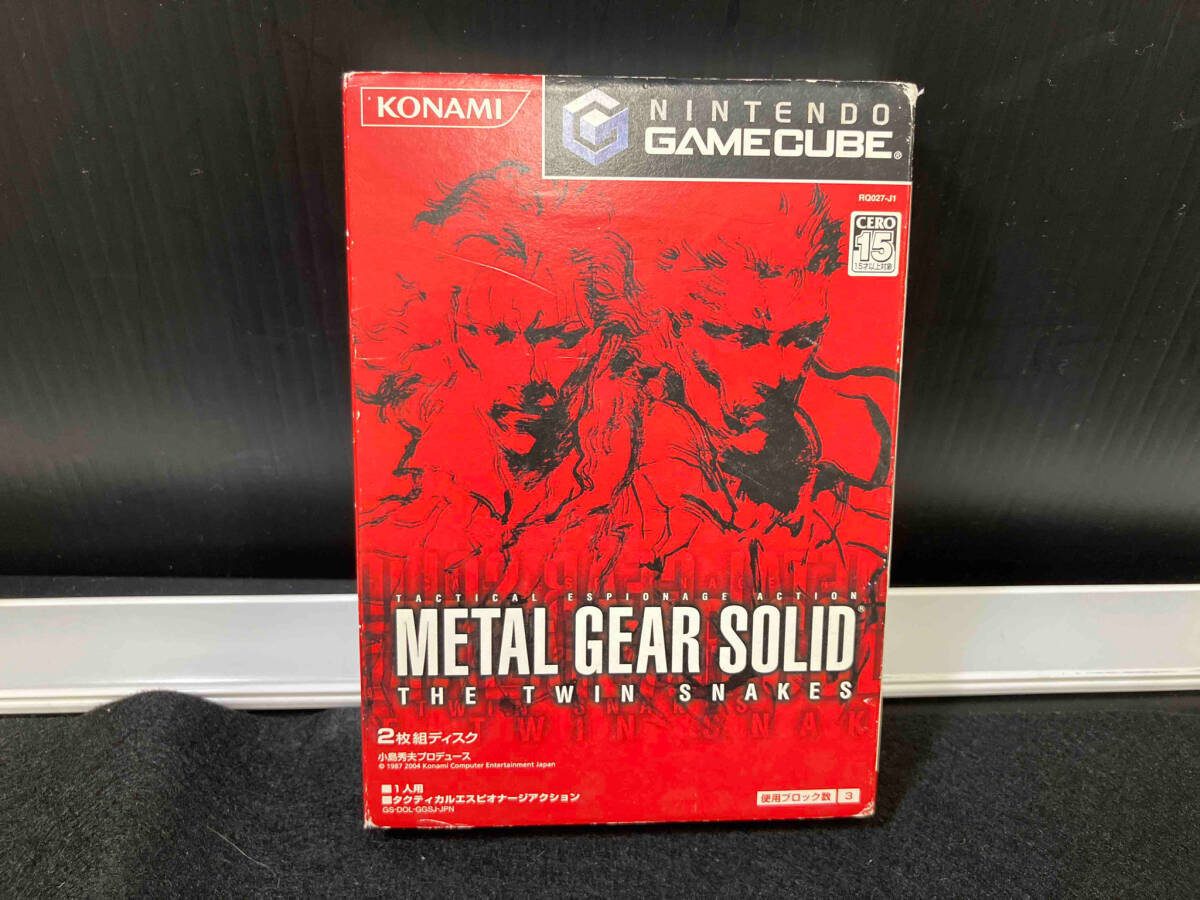 KONAMI
NINTENDO
GAMECUBE®
RQ027-J1
CERO
15
15才以上対象
TACTICAL ESPIONAGE ACTION
METAL GEAR SOLID®
THE TWIN SNAKES
2枚組ディスク
小島秀夫プロデュース
© 1987 2004 Konami Computer Entertainment Japan
■1人用
■タクティカルエスピオナージアクション
GS-DOL-GGSJ-JPN
使用ブロック数 3